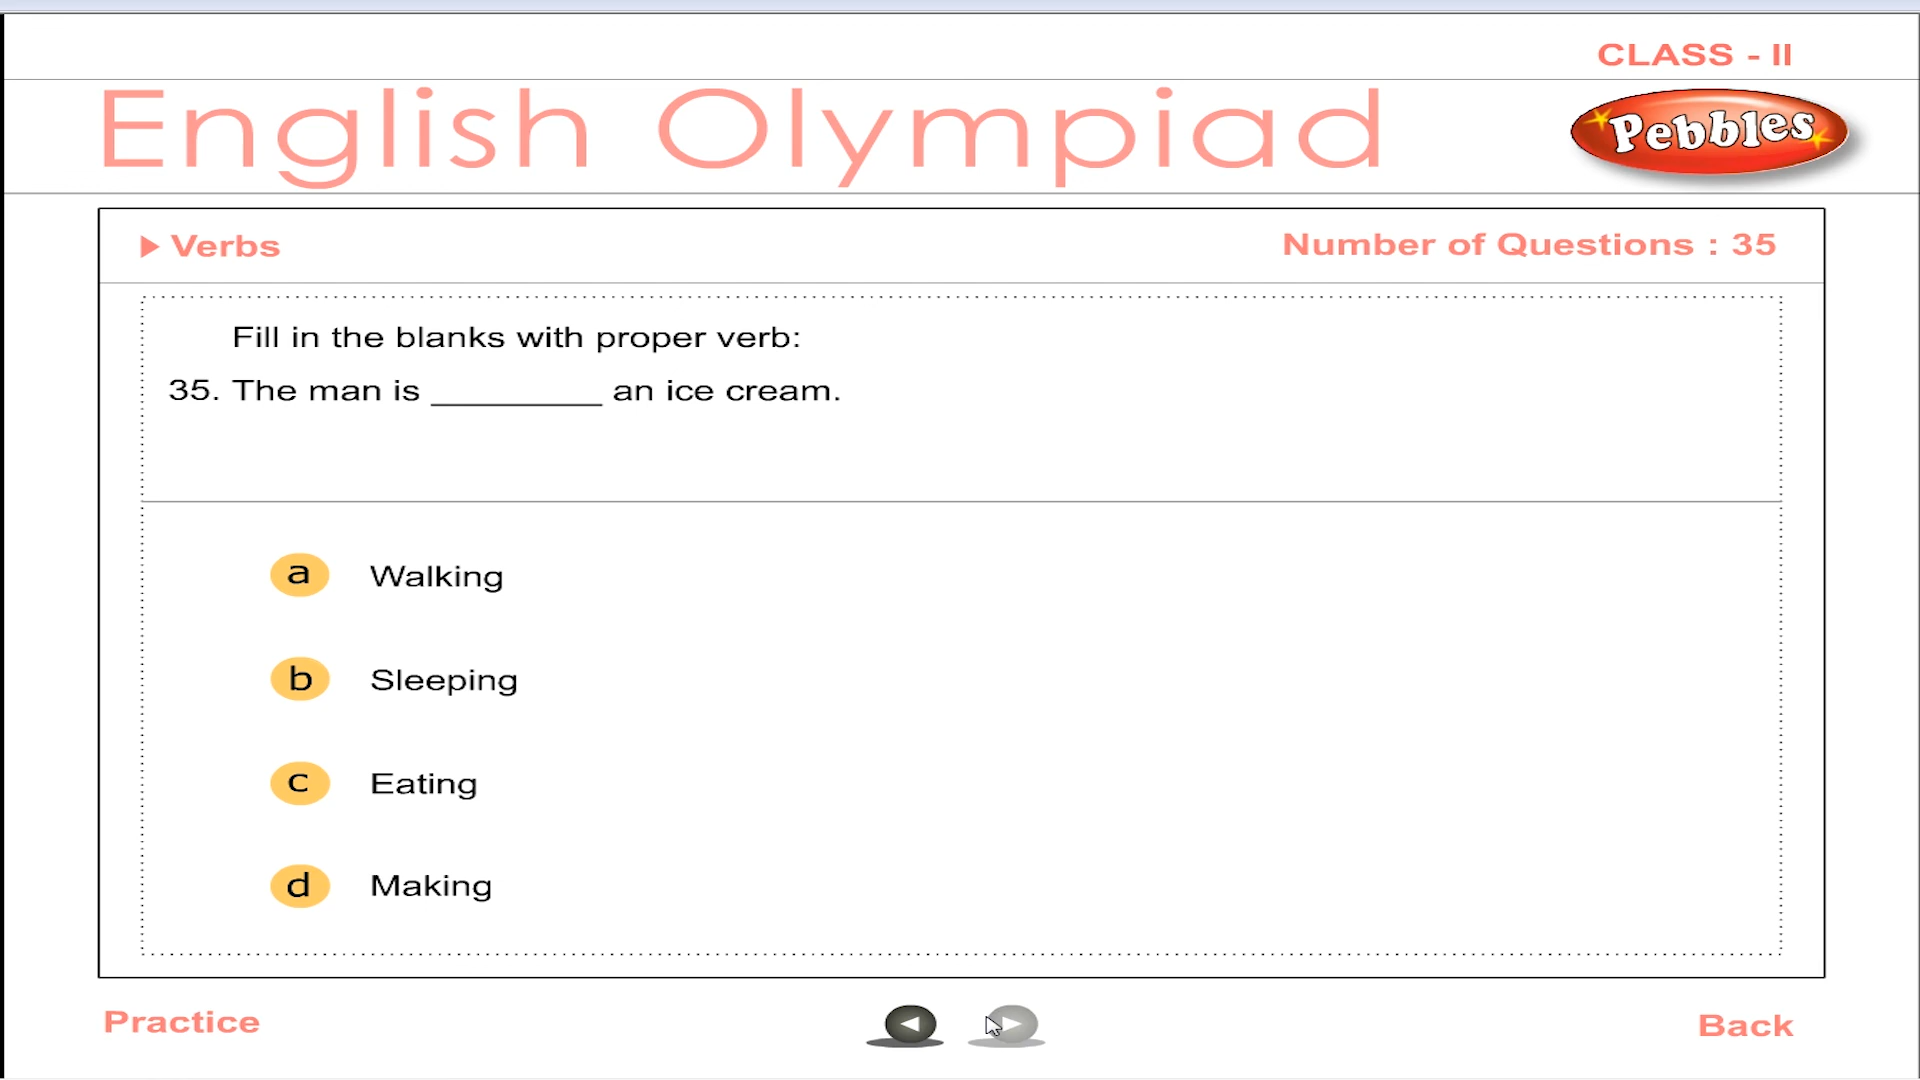 CLASS - II
English Olympiad
Pebbles
Verbs
Number of Questions : 35
Fill in the blanks with proper verb:
35. The man is __________ an ice cream.
a Walking
b Sleeping
c Eating
d Making
Practice
Back